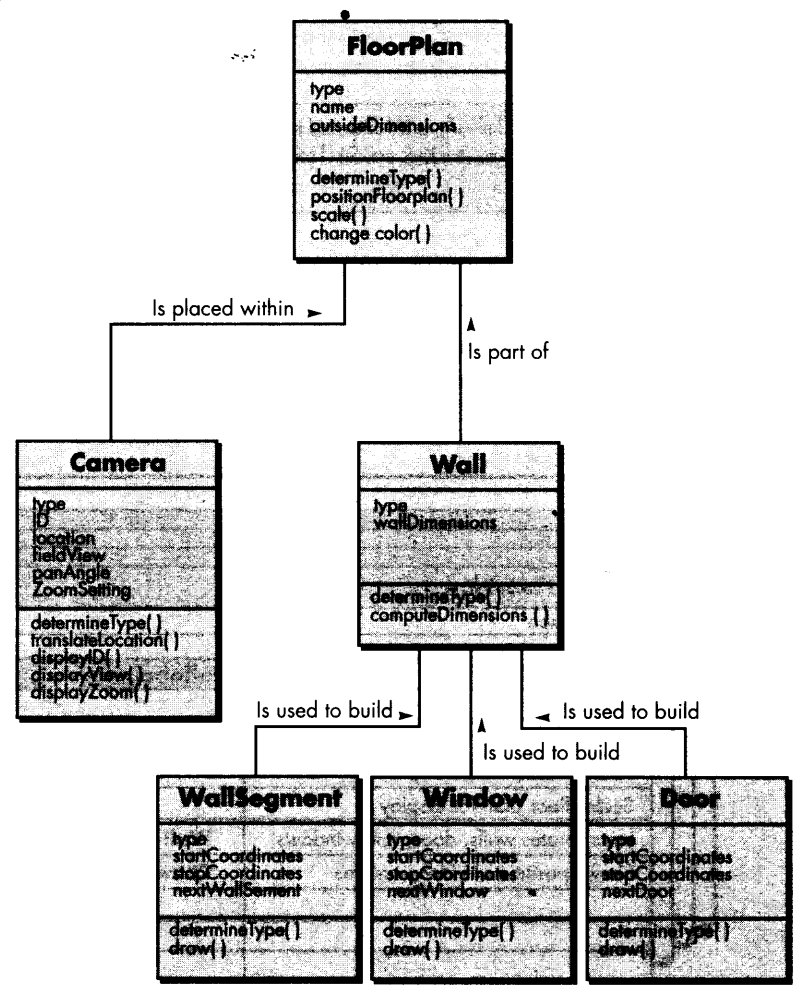 FloorPlan
type
name
outsideDimensions
determineType( )
positionFloorplan( )
scale( )
change color( )
Is placed within
Is part of
Camera
type
ID
location
fieldView
panAngle
ZoomSetting
determineType( )
translateLocation( )
displayID( )
displayView( )
displayZoom( )
Wall
type
wallDimensions
determineType( )
computeDimensions ( )
Is used to build
Is used to build
Is used to build
WallSegment
type
startCoordinates
stopCoordinates
nextWallSement
determineType( )
draw( )
Window
type
startCoordinates
stopCoordinates
nextWindow
determineType( )
draw( )
Door
type
startCoordinates
stopCoordinates
nextDoor
determineType( )
draw( )